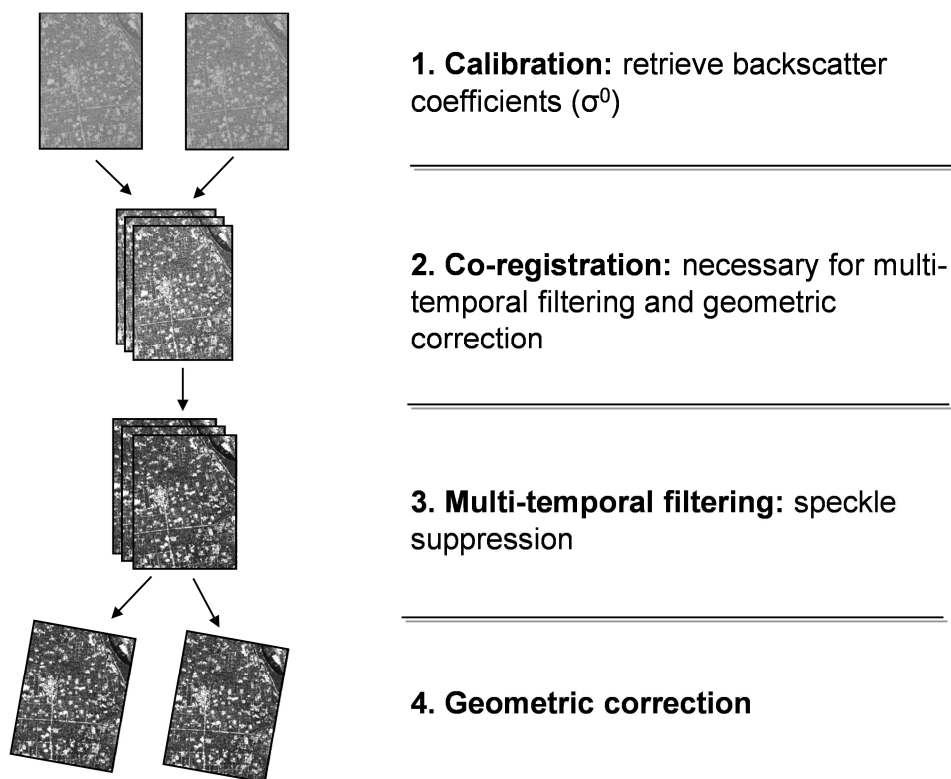 1. Calibration: retrieve backscatter
coefficients (σ⁰)
2. Co-registration: necessary for multi-
temporal filtering and geometric
correction
3. Multi-temporal filtering: speckle
suppression
4. Geometric correction